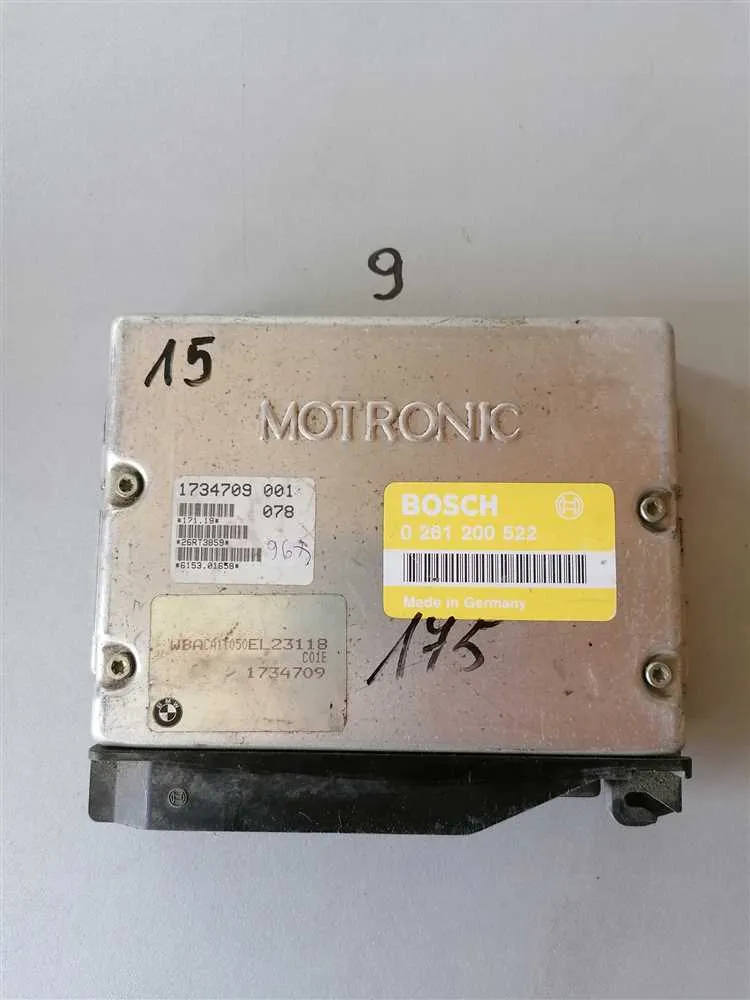 9
15
MOTRONIC
1734709 001
078
*171.19*
*26RT3859*
*6153.01658*
BOSCH
0 261 200 522
Made in Germany
WBACA11050EL23118
C01E
1734709
BMW
175